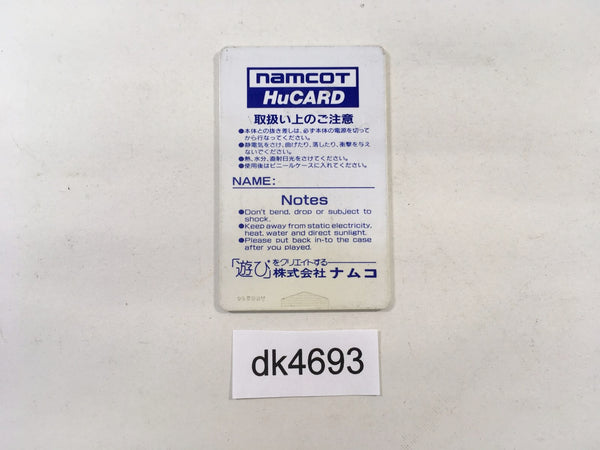 namcoT
HuCARD
取扱い上のご注意
●本体との抜き差しは、必ず本体の電源を切って
から行なってください。
●静電気をさけ、曲げたり、落したり、衝撃を与え
ないでください。
●熱、水分、直射日光をさけてください。
●使用後はビニールケースに入れてください。
NAME:
Notes
●Don't bend, drop or subject to
shock.
●Keep away from static electricity,
heat, water and direct sunlight.
●Please put back in-to the case
after you played.
「遊び」をクリエイトする
株式会社ナムコ
dk4693